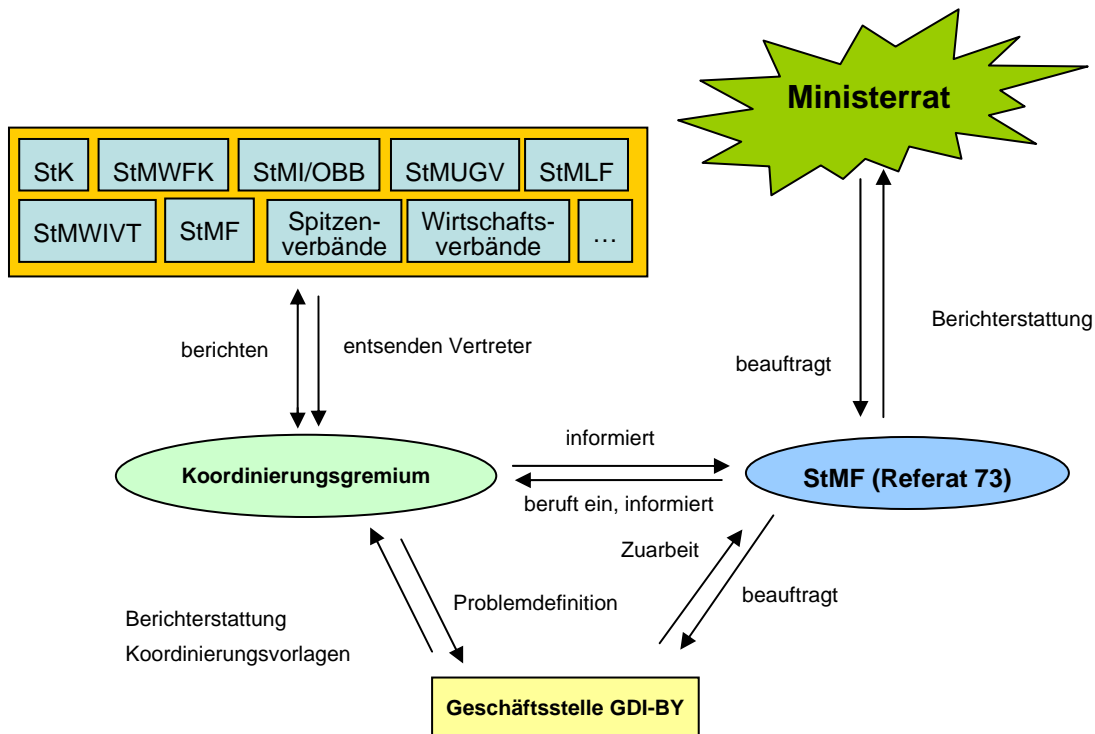 Ministerrat
StK
StMWFK
StMI/OBB
StMUGV
StMLF
StMWIVT
StMF
Spitzen-
verbände
Wirtschafts-
verbände
…
berichten
entsenden Vertreter
Berichterstattung
beauftragt
Koordinierungsgremium
informiert
beruft ein, informiert
StMF (Referat 73)
Zuarbeit
beauftragt
Problemdefinition
Berichterstattung
Koordinierungsvorlagen
Geschäftsstelle GDI-BY